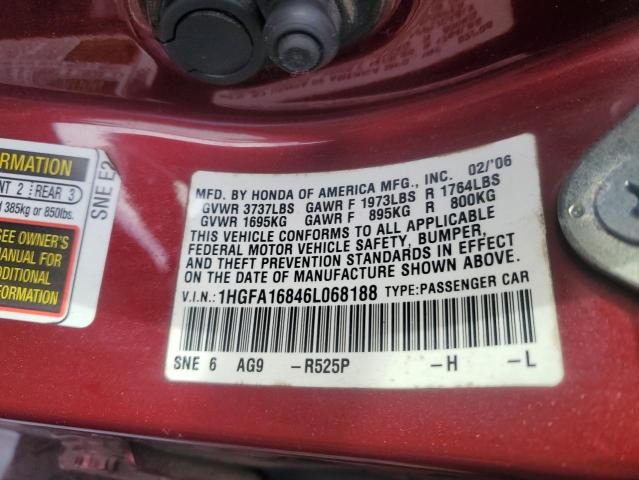 ORMATION
NT 2 REAR 3
385kg or 850lbs.
SEE OWNER'S
MANUAL FOR
ADDITIONAL
INFORMATION
SNE E2
MFD. BY HONDA OF AMERICA MFG., INC. 02/'06
GVWR 3737LBS GAWR F 1973LBS R 1764LBS
GVWR 1695KG GAWR F 895KG R 800KG
THIS VEHICLE CONFORMS TO ALL APPLICABLE
FEDERAL MOTOR VEHICLE SAFETY, BUMPER,
AND THEFT PREVENTION STANDARDS IN EFFECT
ON THE DATE OF MANUFACTURE SHOWN ABOVE.
V.I.N.: 1HGFA16846L068188 TYPE:PASSENGER CAR
SNE 6 AG9 -R525P -H -L